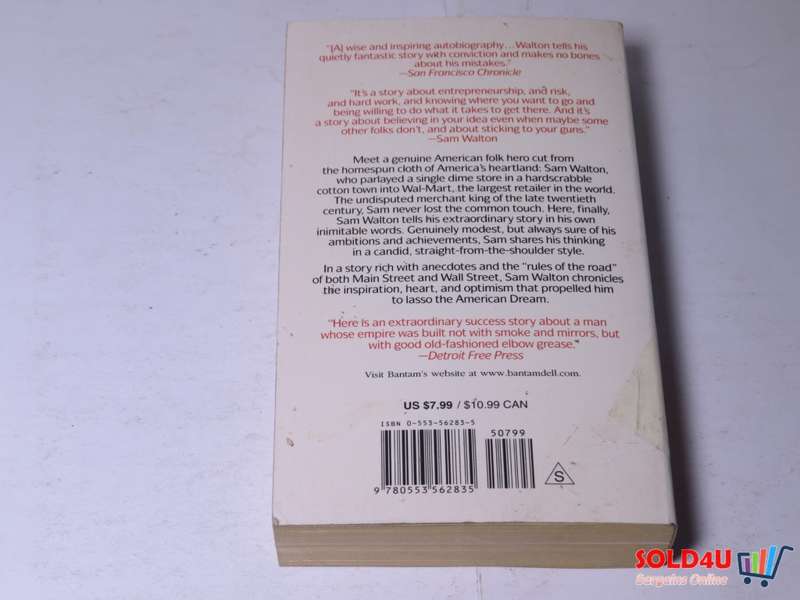 "[A] wise and inspiring autobiography...Walton tells his
quietly fantastic story with conviction and makes no bones
about his mistakes."
—San Francisco Chronicle
"It's a story about entrepreneurship, and risk,
and hard work, and knowing where you want to go and
being willing to do what it takes to get there. And it's
a story about believing in your idea even when maybe some
other folks don't, and about sticking to your guns."
—Sam Walton
Meet a genuine American folk hero cut from
the homespun cloth of America's heartland: Sam Walton,
who parlayed a single dime store in a hardscrabble
cotton town into Wal-Mart, the largest retailer in the world.
The undisputed merchant king of the late twentieth
century, Sam never lost the common touch. Here, finally,
Sam Walton tells his extraordinary story in his own
inimitable words. Genuinely modest, but always sure of his
ambitions and achievements, Sam shares his thinking
in a candid, straight-from-the-shoulder style.
In a story rich with anecdotes and the "rules of the road"
of both Main Street and Wall Street, Sam Walton chronicles
the inspiration, heart, and optimism that propelled him
to lasso the American Dream.
"Here is an extraordinary success story about a man
whose empire was built not with smoke and mirrors, but
with good old-fashioned elbow grease."
—Detroit Free Press
Visit Bantam's website at www.bantamdell.com.
US $7.99 / $10.99 CAN
ISBN 0-553-56283-5
50799
9 780553 562835
S
SOLD4U
Bargains Online